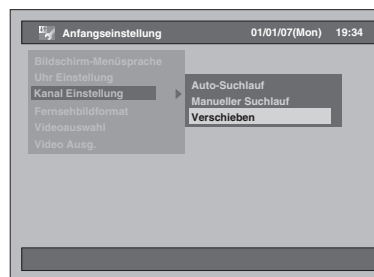 Anfangseinstellung 01/01/07(Mon) 19:34
Bildschirm-Menüsprache
Uhr Einstellung
Kanal Einstellung
Fernsehbildformat
Videoauswahl
Video Ausg.
Auto-Suchlauf
Manueller Suchlauf
Verschieben